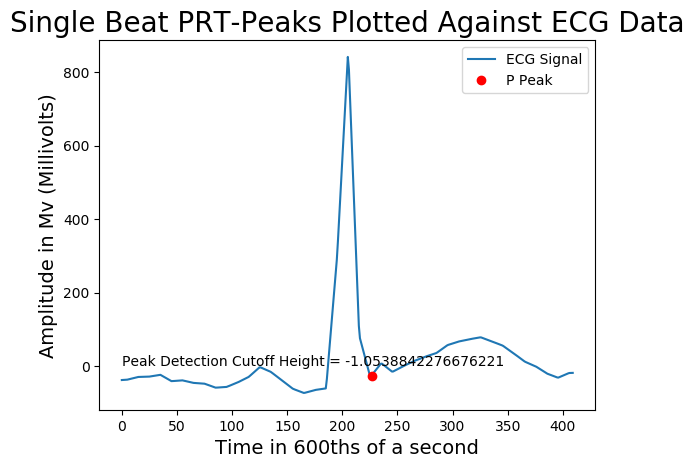 Single Beat PRT-Peaks Plotted Against ECG Data
ECG Signal
P Peak
800
600
400
200
0
Amplitude in Mv (Millivolts)
Peak Detection Cutoff Height = -1.0538842276676221
0 50 100 150 200 250 300 350 400
Time in 600ths of a second